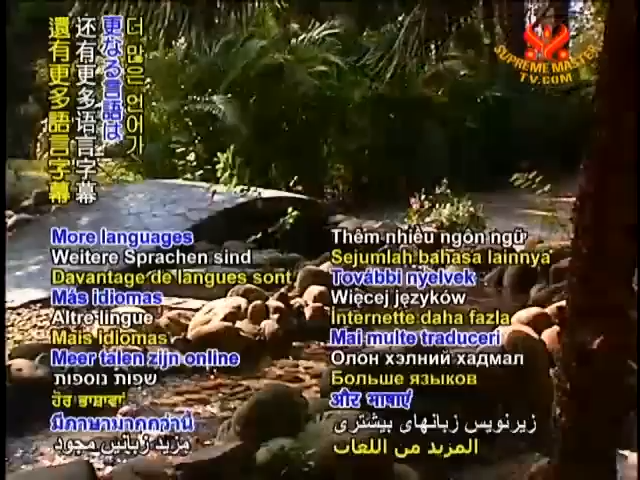 還有更多語言字幕
还有更多语言字幕
更なる言語は
더 많은 언어가
SUPREME MASTER
TV.COM
More languages
Weitere Sprachen sind
Davantage de langues sont
Más idiomas
Altre lingue
Mais idiomas
Meer talen zijn online
שפות נוספות
ਹੋਰ ਭਾਸ਼ਾਵਾਂ
มีภาษามากกว่านี้
مزید زبانیں موجود
Thêm nhiều ngôn ngữ
Sejumlah bahasa lainnya
További nyelvek
Więcej języków
İnternette daha fazla
Mai multe traduceri
Олон хэлний хадмал
Больше языков
और भाषाएँ
زیرنویس زبانهای بیشتری
المزيد من اللغات